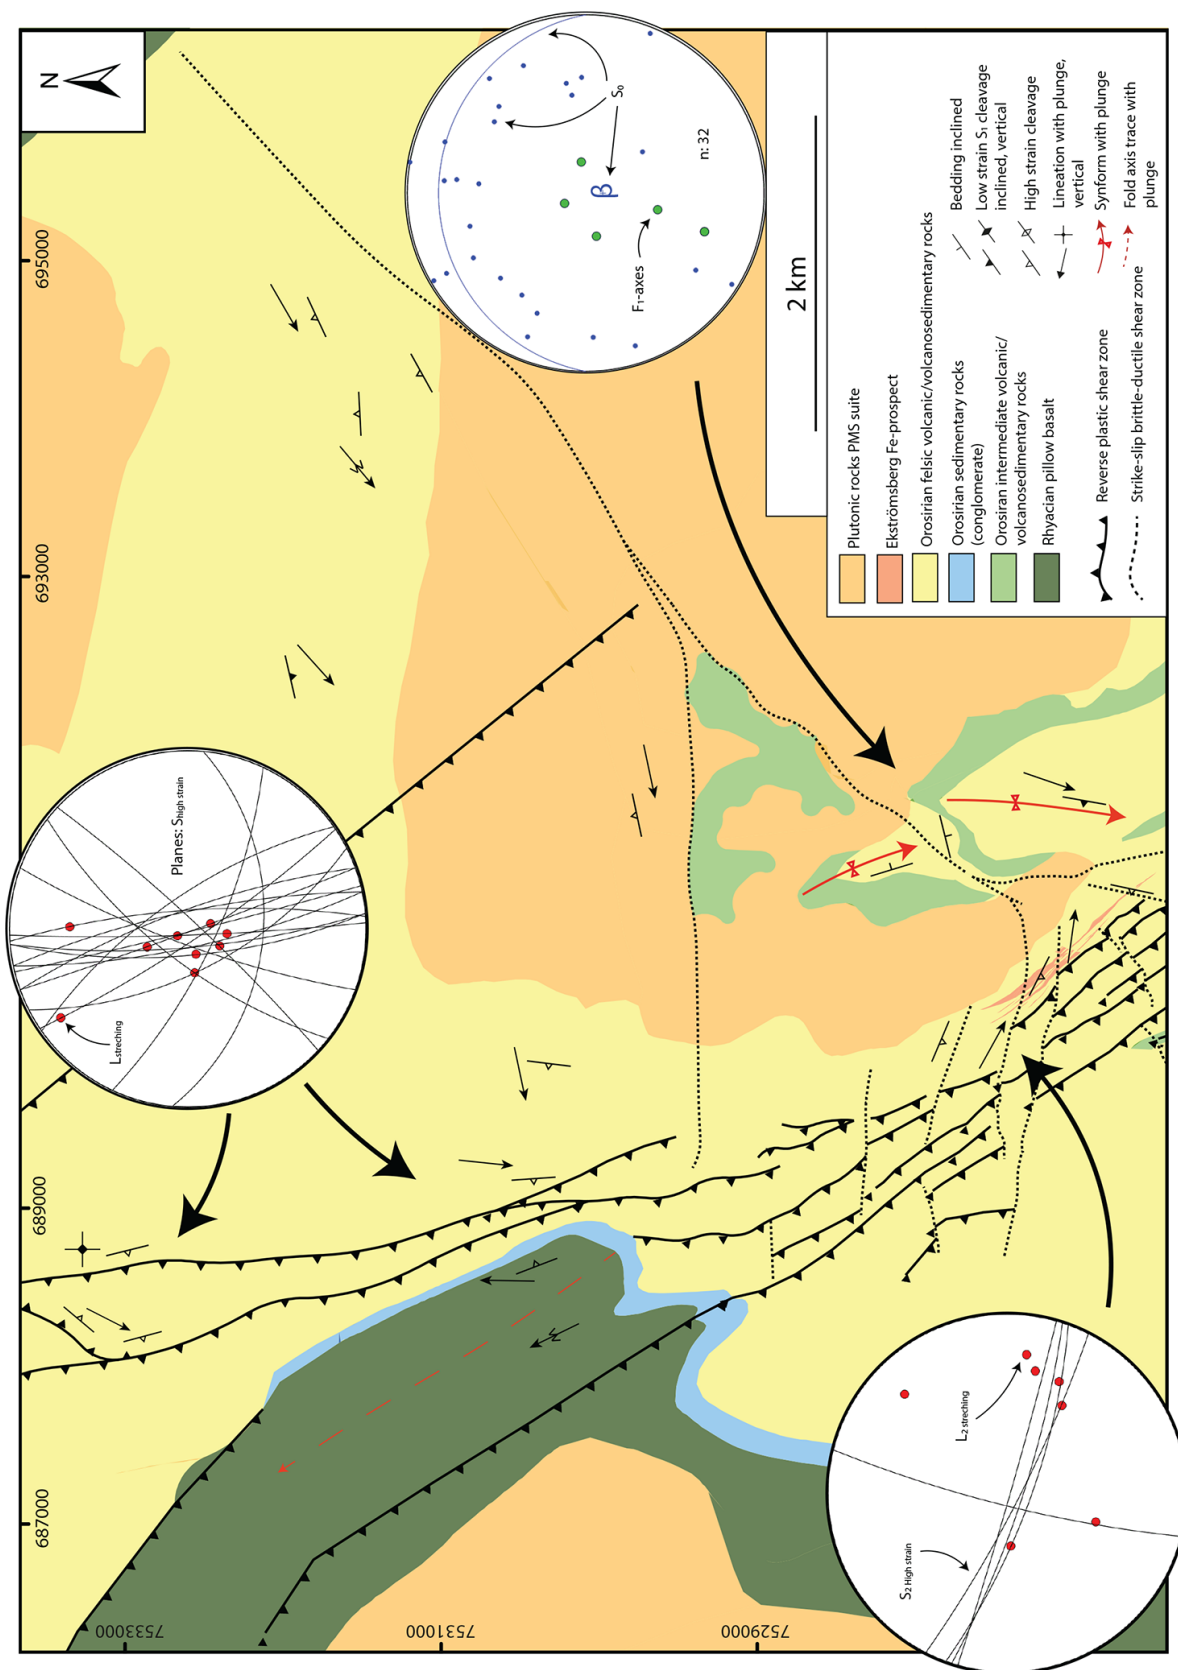 N
695000
693000
689000
687000
7533000
7531000
7529000
S₀
β
n: 32
F₁-axes
Planes: S high strain
L streching
L₂ streching
S₂ High strain
2 km
Plutonic rocks PMS suite
Ekströmsberg Fe-prospect
Orosirian felsic volcanic/volcanosedimentary rocks
Orosirian sedimentary rocks
(conglomerate)
Orosiran intermediate volcanic/
volcanosedimentary rocks
Rhyacian pillow basalt
Reverse plastic shear zone
Strike-slip brittle-ductile shear zone
Bedding inclined
Low strain S₁ cleavage
inclined, vertical
High strain cleavage
Lineation with plunge,
vertical
Synform with plunge
Fold axis trace with
plunge